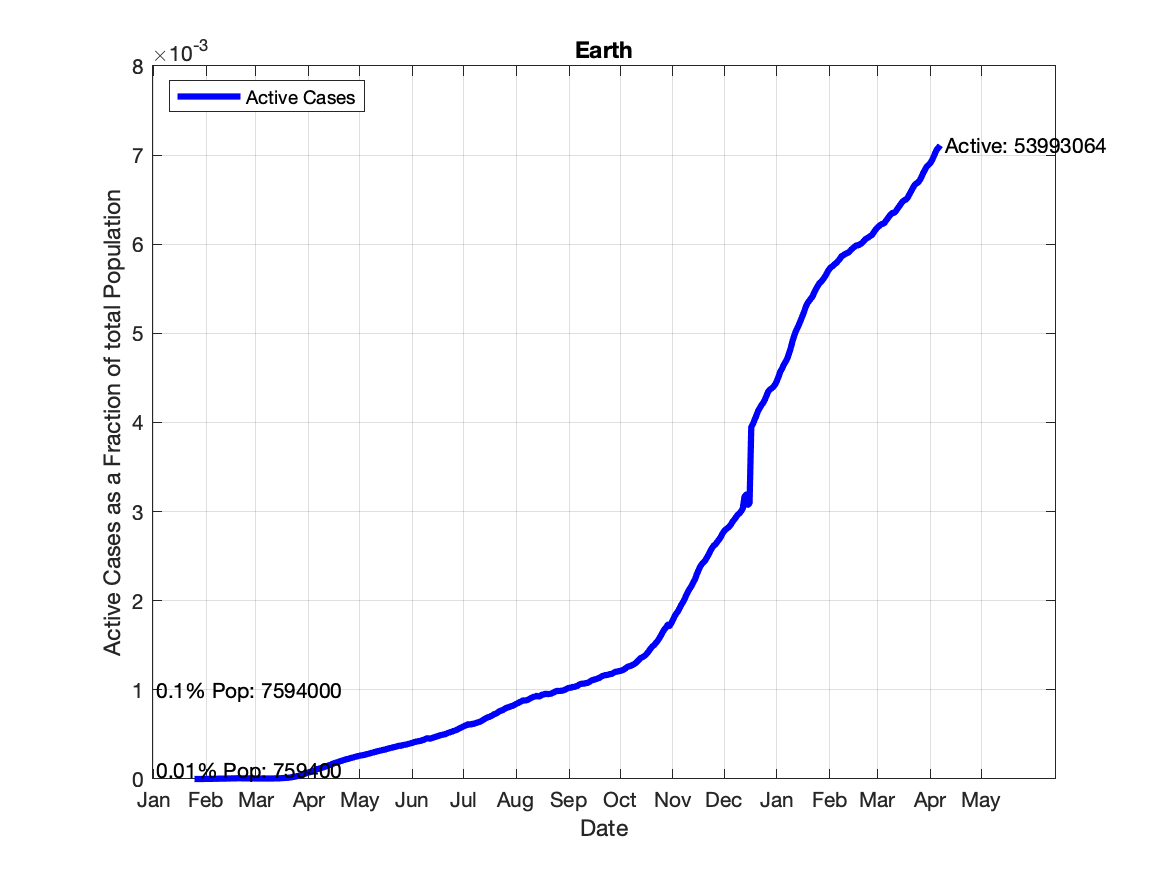 Earth
×10-3
8
Active Cases
7
Active: 53993064
6
5
4
3
2
1
0.1% Pop: 7594000
0
0.01% Pop: 759400
Active Cases as a Fraction of total Population
Jan Feb Mar Apr May Jun Jul Aug Sep Oct Nov Dec Jan Feb Mar Apr May
Date